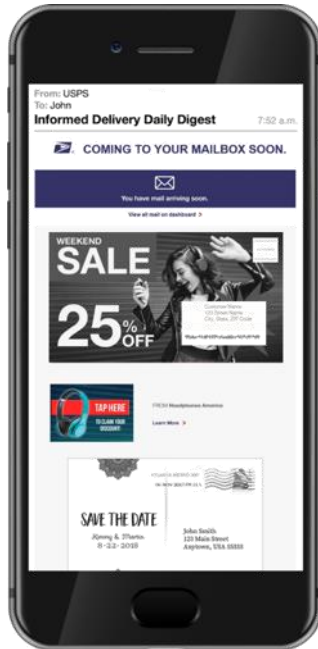 From: USPS
To: John
Informed Delivery Daily Digest 7:52 a.m.
COMING TO YOUR MAILBOX SOON.
You have mail arriving soon.
View all mail on dashboard >
WEEKEND
SALE
25% OFF
Customer Name
123 Street Name
City, State, ZIP Code
TAP HERE
TO CLAIM YOUR
DISCOUNT!
FROM Headphones America
Learn More >
SAVE THE DATE
Kenny & Maria
8-22-2018
John Smith
123 Main Street
Anytown, USA